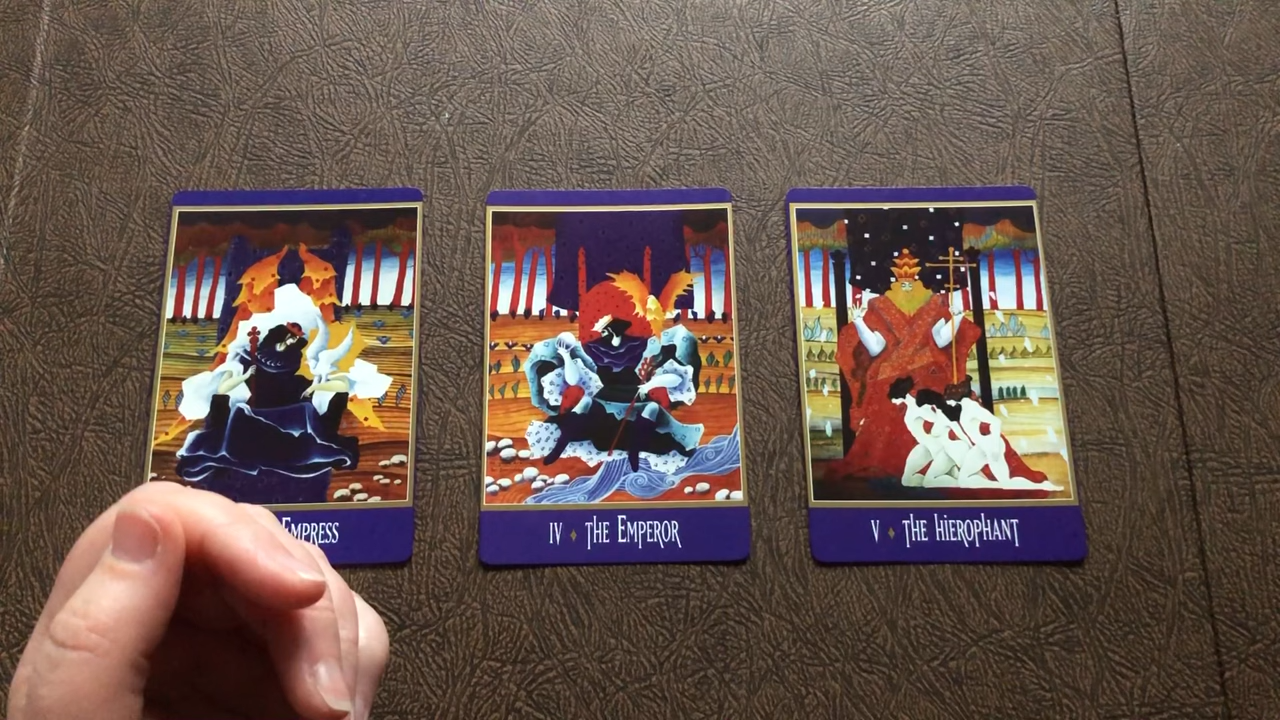 Empress
IV ♦ The Emperor
V ♦ The Hierophant